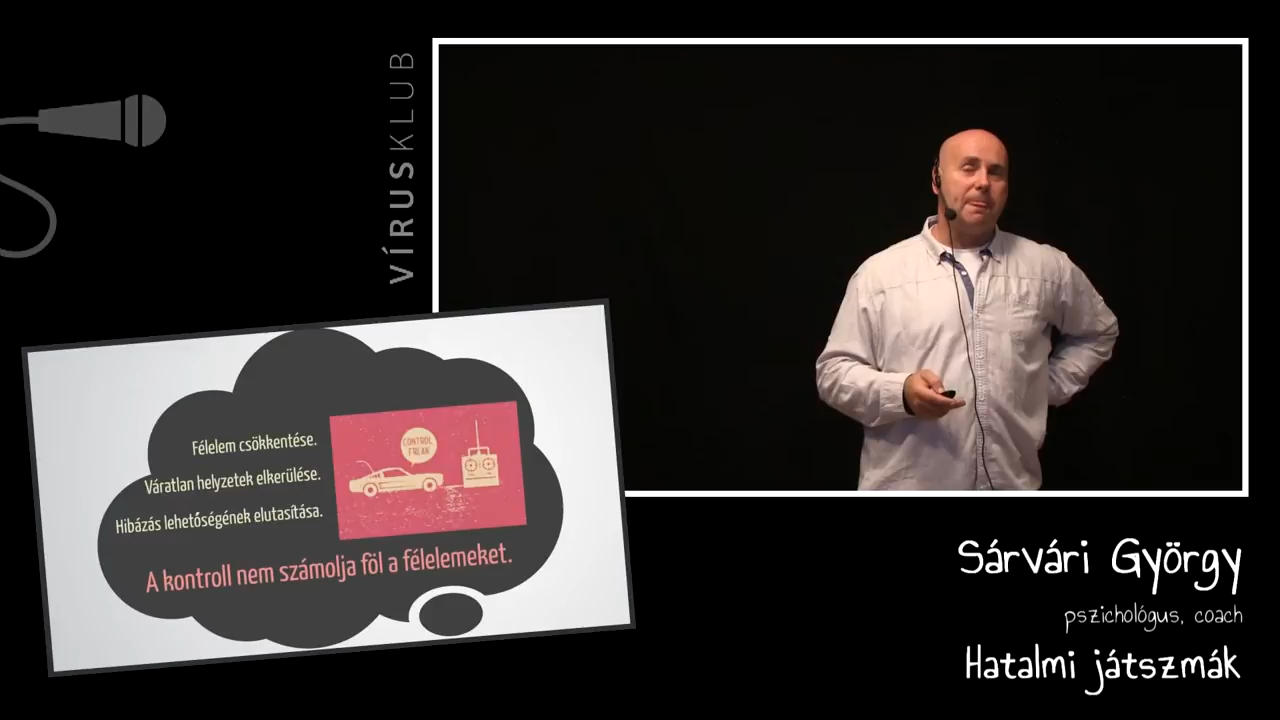 VÍRUSKLUB
Félelem csökkentése.
Váratlan helyzetek elkerülése.
Hibázás lehetőségének elutasítása.
CONTROL
FREAK
A kontroll nem számolja föl a félelemeket.
Sárvári György
pszichológus, coach
Hatalmi játszmák